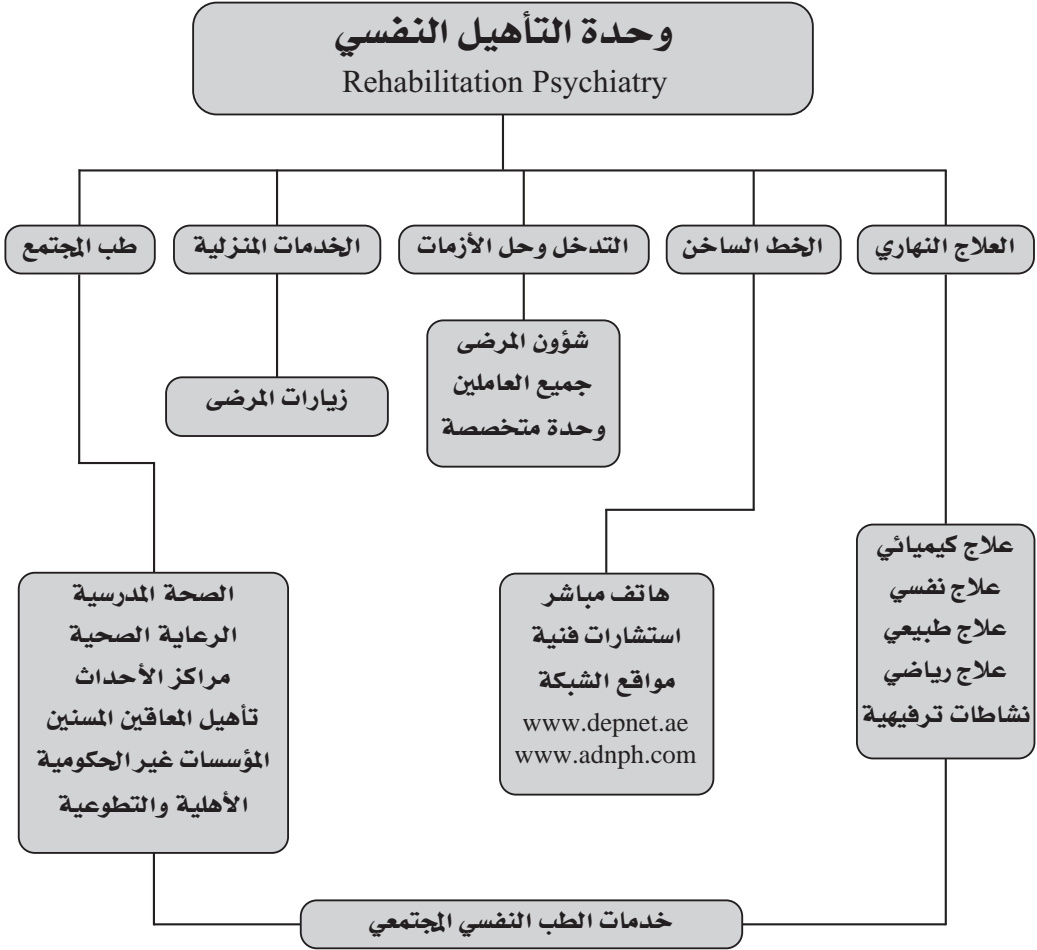 وحدة التأهيل النفسي
Rehabilitation Psychiatry
العلاج النهاري
الخط الساخن
التدخل وحل الأزمات
الخدمات المنزلية
طب المجتمع
شؤون المرضى
جميع العاملين
وحدة متخصصة
زيارات المرضى
علاج كيميائي
علاج نفسي
علاج طبيعي
علاج رياضي
نشاطات ترفيهية
هاتف مباشر
استشارات فنية
مواقع الشبكة
www.depnet.ae
www.adnph.com
الصحة المدرسية
الرعاية الصحية
مراكز الأحداث
تأهيل المعاقين المسنين
المؤسسات غير الحكومية
الأهلية والتطوعية
خدمات الطب النفسي المجتمعي